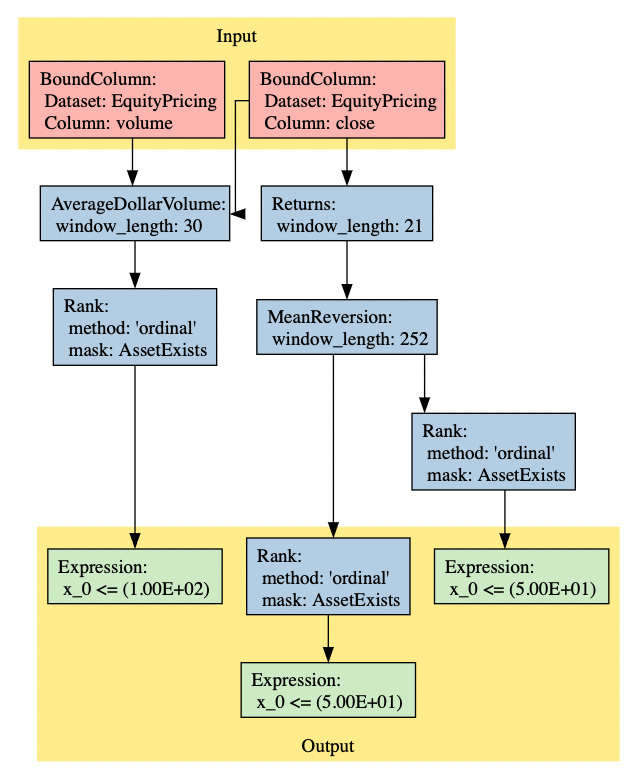 Input
BoundColumn:
Dataset: EquityPricing
Column: volume
BoundColumn:
Dataset: EquityPricing
Column: close
AverageDollarVolume:
window_length: 30
Returns:
window_length: 21
Rank:
method: 'ordinal'
mask: AssetExists
MeanReversion:
window_length: 252
Rank:
method: 'ordinal'
mask: AssetExists
Expression:
x_0 <= (1.00E+02)
Rank:
method: 'ordinal'
mask: AssetExists
Expression:
x_0 <= (5.00E+01)
Expression:
x_0 <= (5.00E+01)
Output